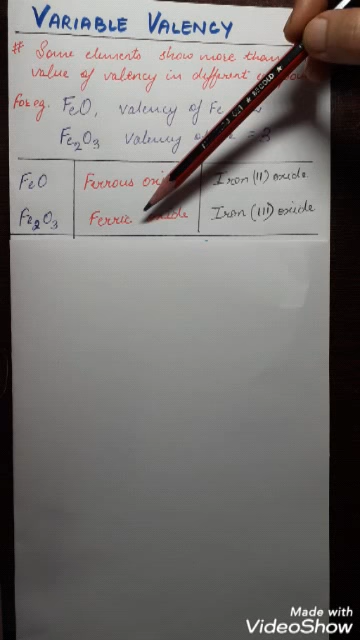 VARIABLE VALENCY
# Some elements show more than
value of valency in different
For eg. FeO, valency of Fe
Fe2O3 Valency = 3
FeO Ferrous Iron (II) oxide.
Fe2O3 Ferric Iron (III) oxide
Made with
VideoShow